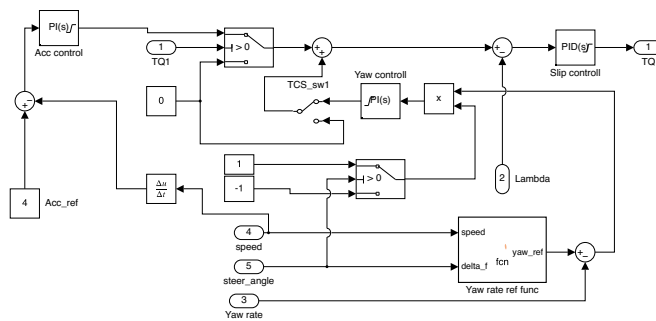 PI(s)
Acc control
1
TQ1
> 0
+
+
+
−
PID(s)
Slip controll
1
TQ
TCS_sw1
Yaw controll
PI(s)
x
0
+
−
1
-1
> 0
2
Lambda
4
Acc_ref
Δu
Δt
4
speed
5
steer_angle
3
Yaw rate
speed
delta_f
fcn
yaw_ref
Yaw rate ref func
+
−